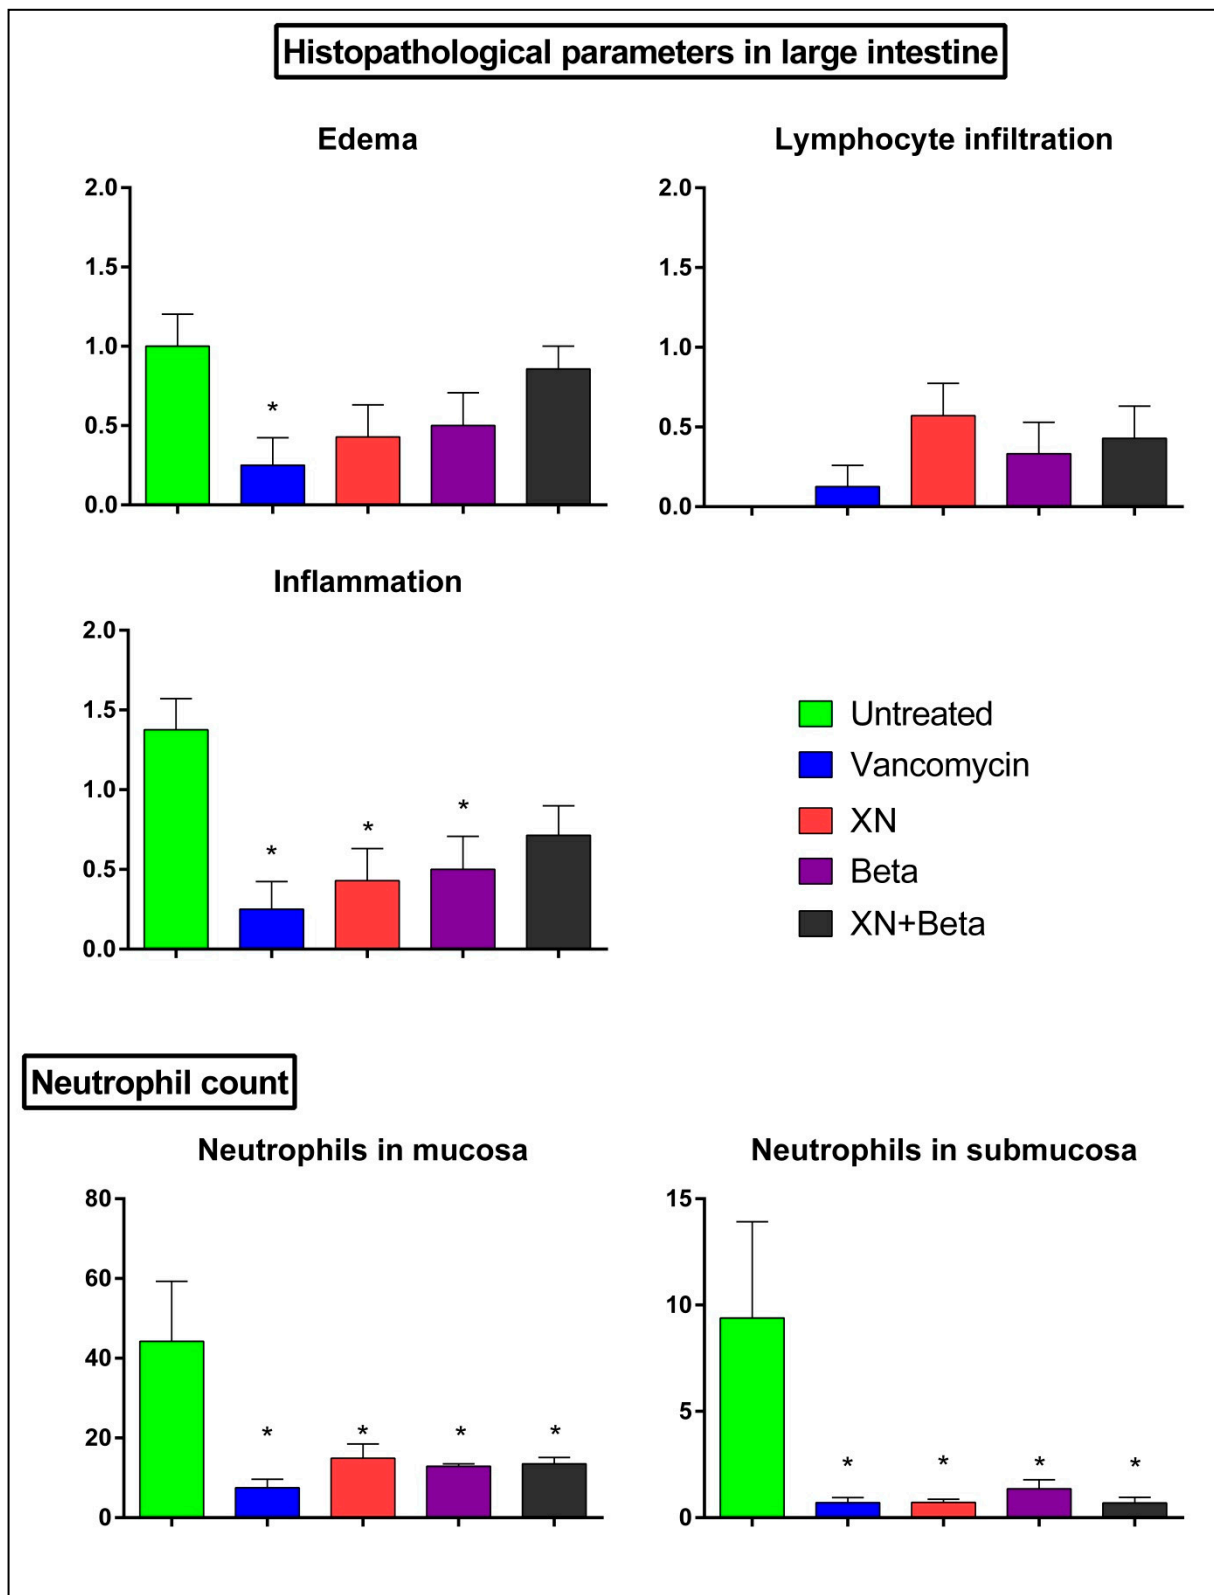 Histopathological parameters in large intestine
Edema
2.0
1.5
1.0
0.5
0.0
*
Lymphocyte infiltration
2.0
1.5
1.0
0.5
0.0
Inflammation
2.0
1.5
1.0
0.5
0.0
* * *
Untreated
Vancomycin
XN
Beta
XN+Beta
Neutrophil count
Neutrophils in mucosa
80
60
40
20
0
* * * *
Neutrophils in submucosa
15
10
5
0
* * * *